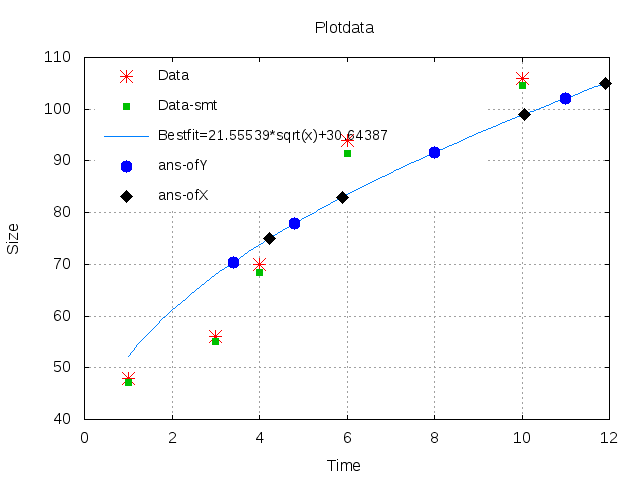 Plotdata
110
100
90
80
70
60
50
40
Size
Data
Data-smt
Bestfit=21.55539*sqrt(x)+30.64387
ans-ofY
ans-ofX
0 2 4 6 8 10 12
Time